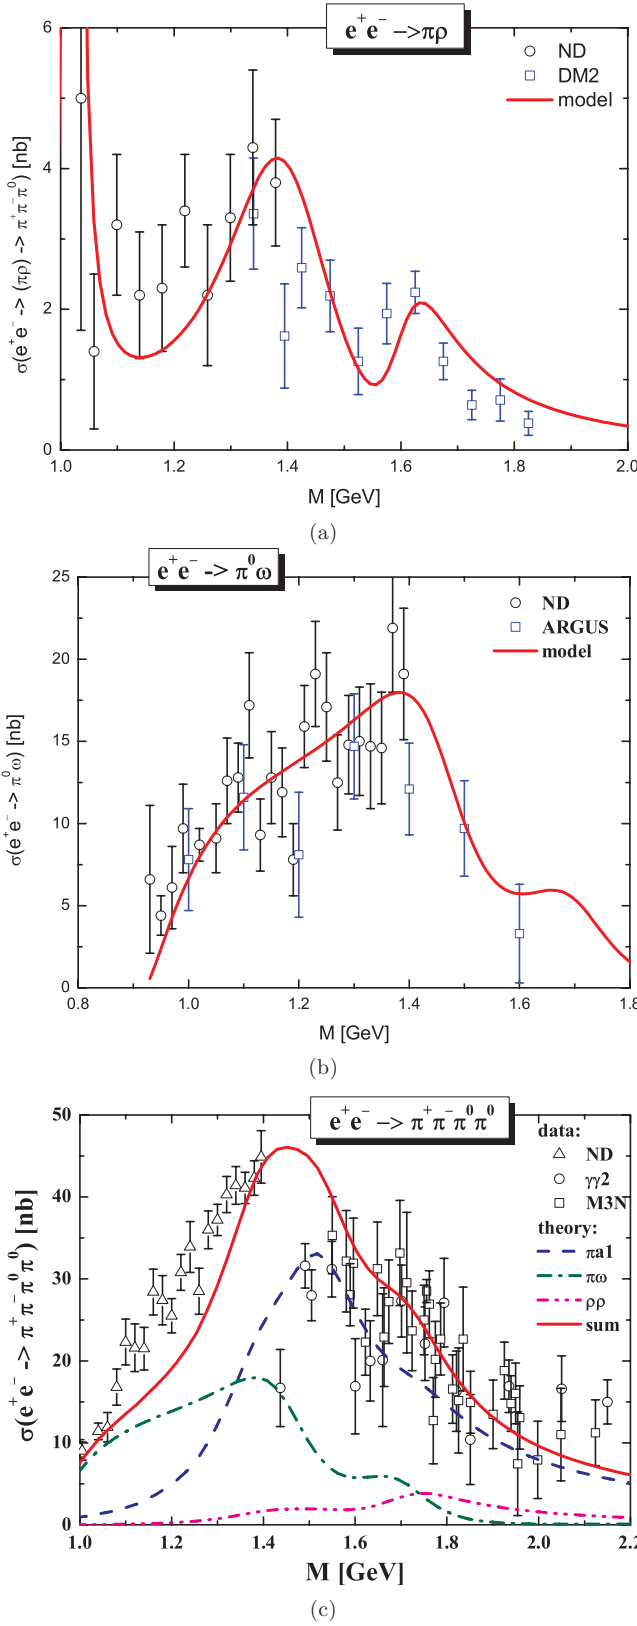 e⁺e⁻ –>πρ
ND
DM2
model
σ(e⁺e⁻ -> (πρ) -> π⁺π⁻π⁰) [nb]
6
4
2
0
1.0 1.2 1.4 1.6 1.8 2.0
M [GeV]
(a)
e⁺e⁻ -> π⁰ω
ND
ARGUS
model
σ(e⁺e⁻ -> π⁰ω) [nb]
25
20
15
10
5
0
0.8 1.0 1.2 1.4 1.6 1.8
M [GeV]
(b)
e⁺e⁻ -> π⁺π⁻π⁰π⁰
data:
ND
γγ2
M3N
theory:
πa1
πω
ρρ
sum
σ(e⁺e⁻ -> π⁺π⁻π⁰π⁰) [nb]
50
40
30
20
10
0
1.0 1.2 1.4 1.6 1.8 2.0 2.2
M [GeV]
(c)